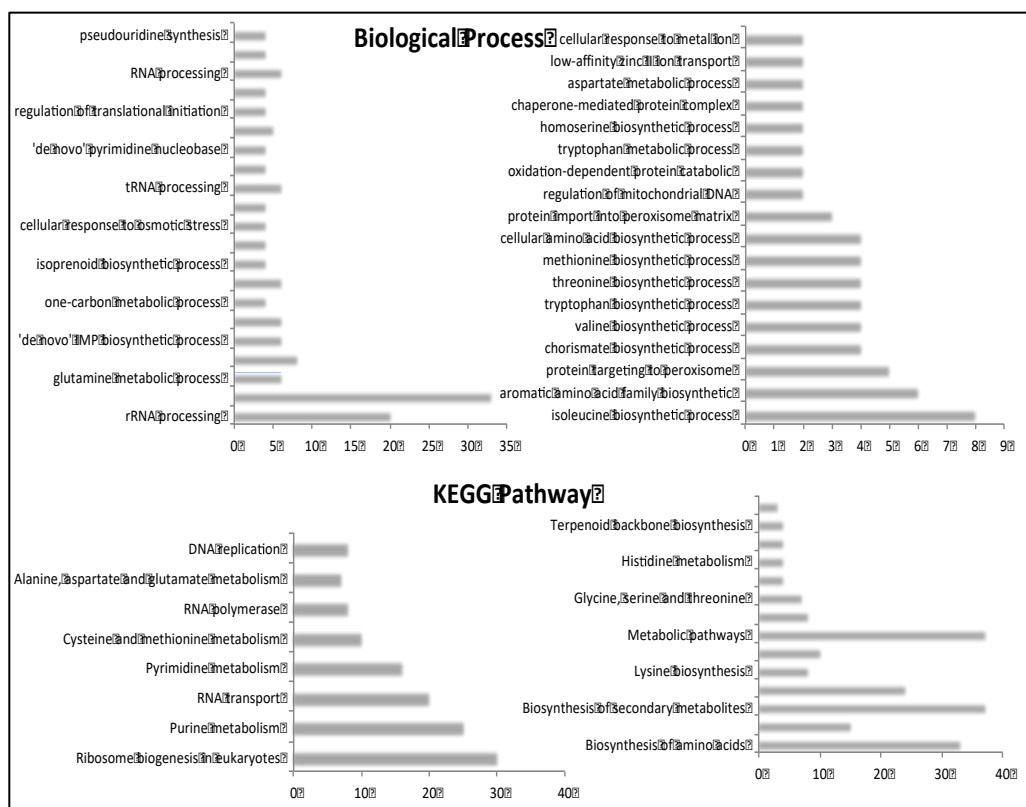 Biological Process
pseudouridine synthesis
RNA processing
regulation of translational initiation
'de novo' pyrimidine nucleobase
tRNA processing
cellular response to osmotic stress
isoprenoid biosynthetic process
one-carbon metabolic process
'de novo' IMP biosynthetic process
glutamine metabolic process
rRNA processing
0 5 10 15 20 25 30 35
cellular response to metal ion
low-affinity zinc II ion transport
aspartate metabolic process
chaperone-mediated protein complex
homoserine biosynthetic process
tryptophan metabolic process
oxidation-dependent protein catabolic
regulation of mitochondrial DNA
protein import into peroxisome matrix
cellular amino acid biosynthetic process
methionine biosynthetic process
threonine biosynthetic process
tryptophan biosynthetic process
valine biosynthetic process
chorismate biosynthetic process
protein targeting to peroxisome
aromatic amino acid family biosynthetic
isoleucine biosynthetic process
0 1 2 3 4 5 6 7 8 9
KEGG Pathway
DNA replication
Alanine, aspartate and glutamate metabolism
RNA polymerase
Cysteine and methionine metabolism
Pyrimidine metabolism
RNA transport
Purine metabolism
Ribosome biogenesis in eukaryotes
0 10 20 30 40
Terpenoid backbone biosynthesis
Histidine metabolism
Glycine, serine and threonine
Metabolic pathways
Lysine biosynthesis
Biosynthesis of secondary metabolites
Biosynthesis of amino acids
0 10 20 30 40